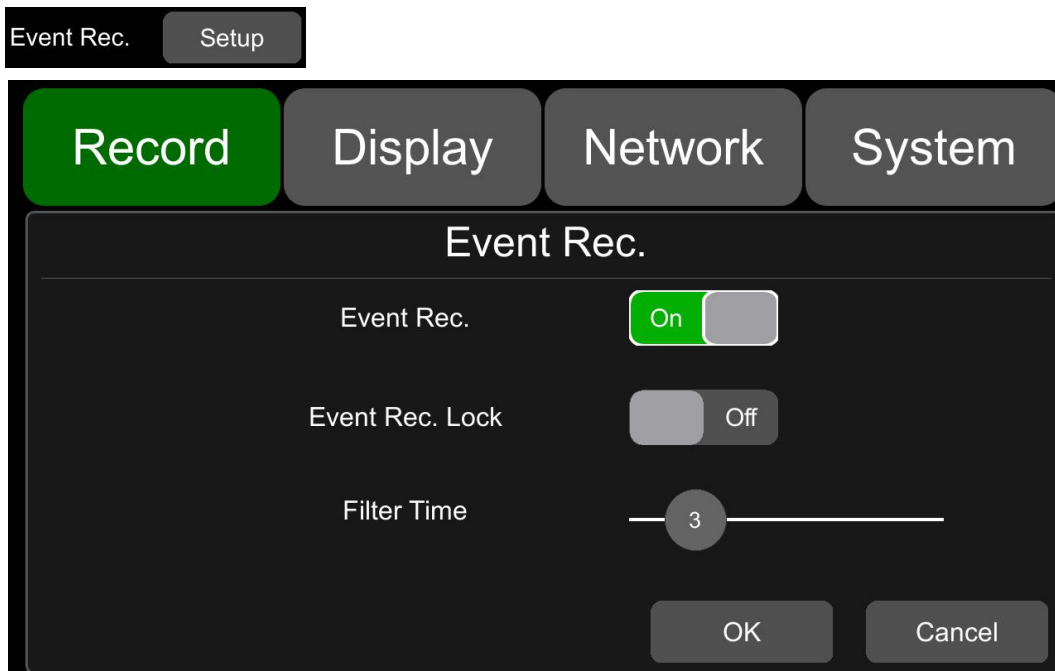 Event Rec. Setup
Record Display Network System
Event Rec.
Event Rec. On
Event Rec. Lock Off
Filter Time 3
OK Cancel